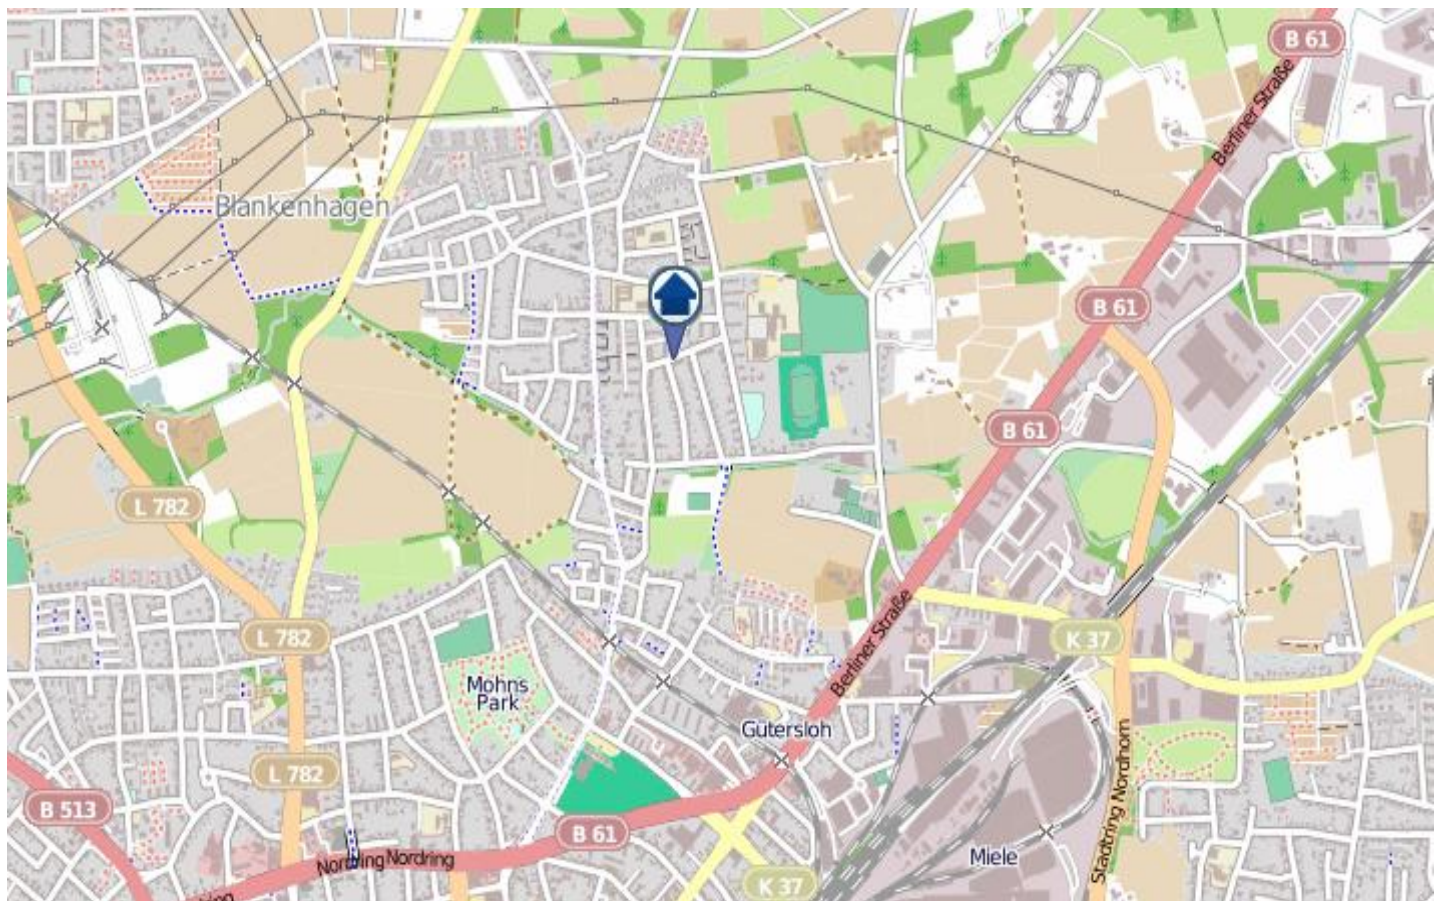 B 61
Berliner Straße
Blankenhagen
B 61
B 61
L 782
Berliner Straße
L 782
K 37
Mohns
Park
Gütersloh
L 782
Stadtring Nordhorn
B 513
B 61
Nordring
Nordring
Miele
K 37